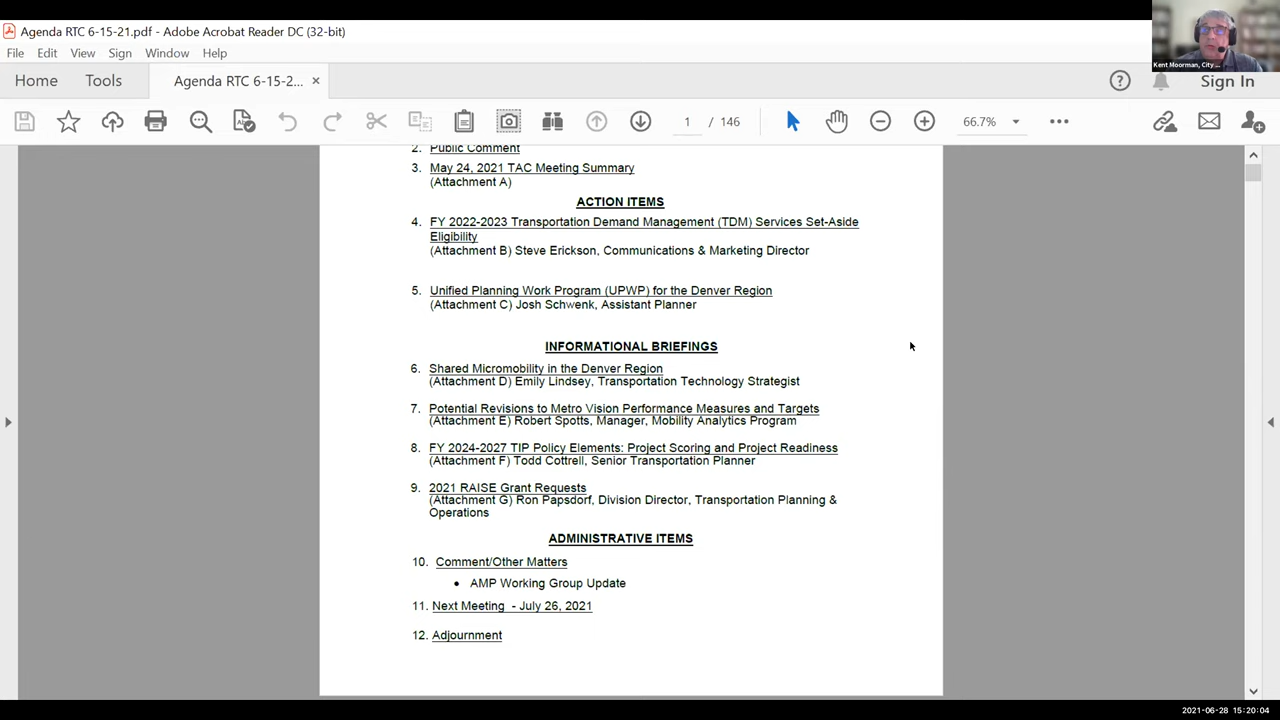 Agenda RTC 6-15-21.pdf - Adobe Acrobat Reader DC (32-bit)
File Edit View Sign Window Help
Kent Moorman, City ...
Home Tools Agenda RTC 6-15-2... × Sign In
1 / 146 66.7%
2. Public Comment
3. May 24, 2021 TAC Meeting Summary
(Attachment A)
ACTION ITEMS
4. FY 2022-2023 Transportation Demand Management (TDM) Services Set-Aside
Eligibility
(Attachment B) Steve Erickson, Communications & Marketing Director
5. Unified Planning Work Program (UPWP) for the Denver Region
(Attachment C) Josh Schwenk, Assistant Planner
INFORMATIONAL BRIEFINGS
6. Shared Micromobility in the Denver Region
(Attachment D) Emily Lindsey, Transportation Technology Strategist
7. Potential Revisions to Metro Vision Performance Measures and Targets
(Attachment E) Robert Spotts, Manager, Mobility Analytics Program
8. FY 2024-2027 TIP Policy Elements: Project Scoring and Project Readiness
(Attachment F) Todd Cottrell, Senior Transportation Planner
9. 2021 RAISE Grant Requests
(Attachment G) Ron Papsdorf, Division Director, Transportation Planning &
Operations
ADMINISTRATIVE ITEMS
10. Comment/Other Matters
• AMP Working Group Update
11. Next Meeting - July 26, 2021
12. Adjournment
2021-06-28 15:20:04